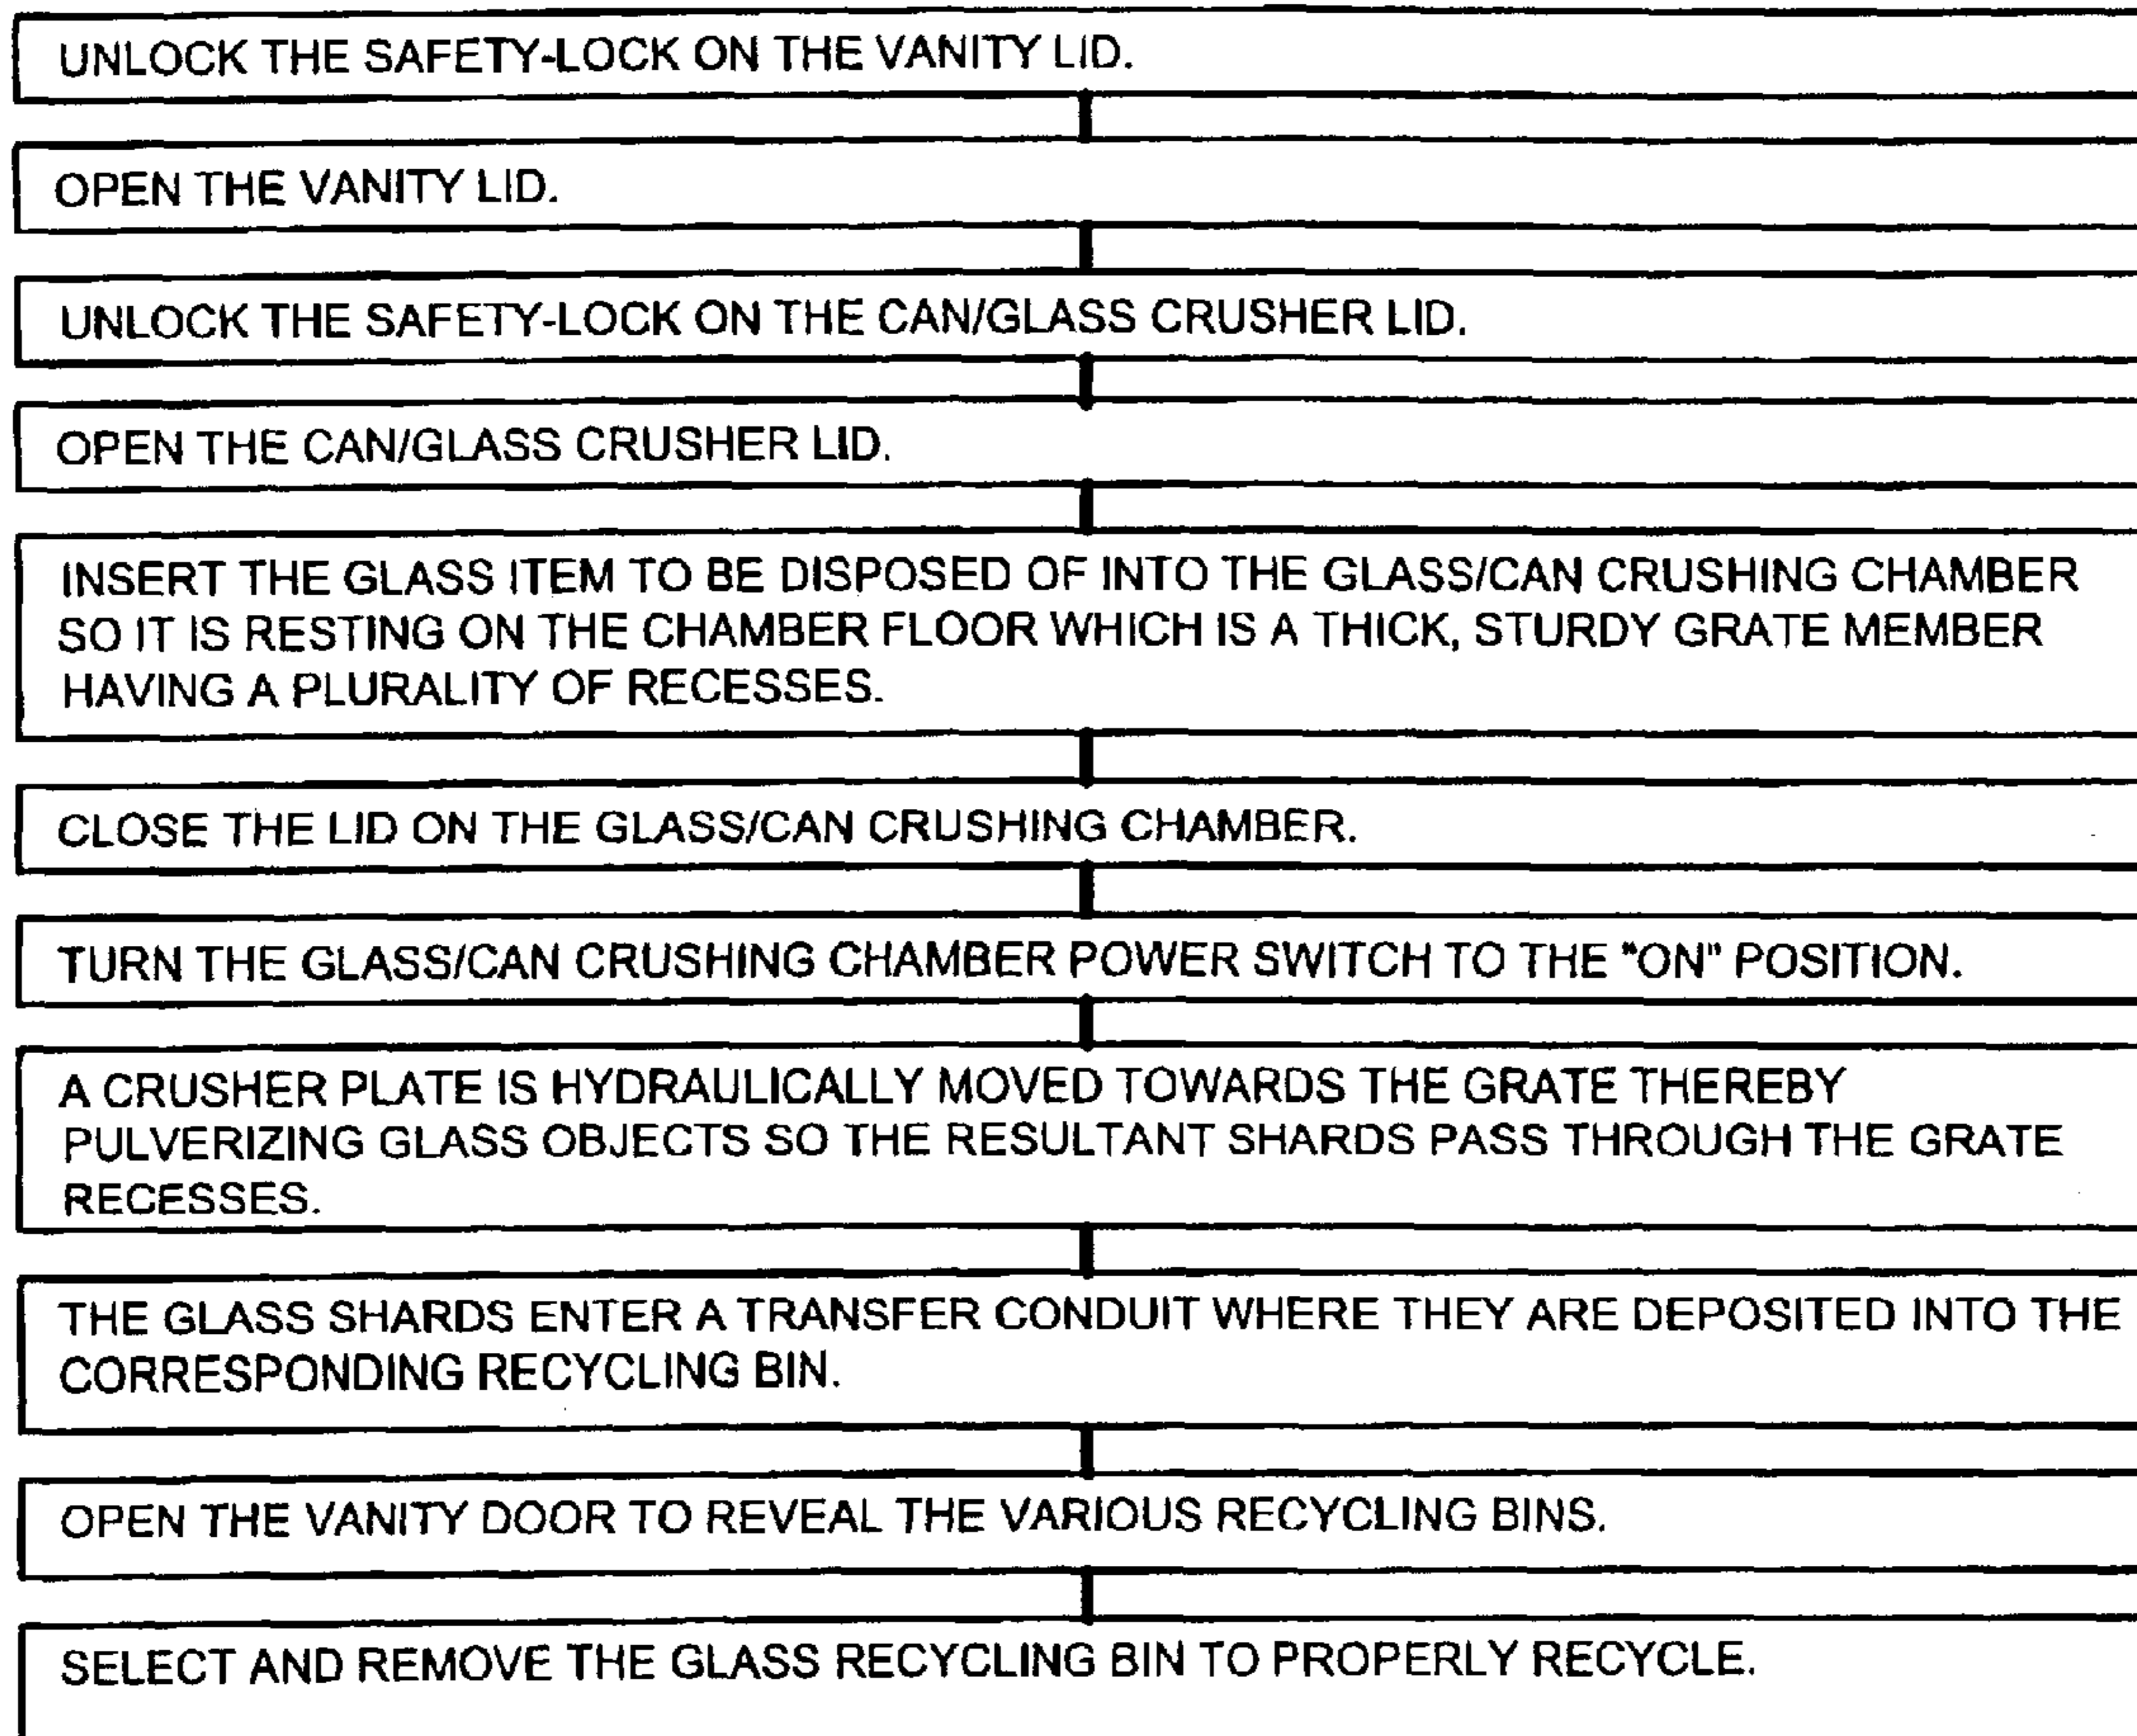 UNLOCK THE SAFETY-LOCK ON THE VANITY LID.
OPEN THE VANITY LID.
UNLOCK THE SAFETY-LOCK ON THE CAN/GLASS CRUSHER LID.
OPEN THE CAN/GLASS CRUSHER LID.
INSERT THE GLASS ITEM TO BE DISPOSED OF INTO THE GLASS/CAN CRUSHING CHAMBER
SO IT IS RESTING ON THE CHAMBER FLOOR WHICH IS A THICK, STURDY GRATE MEMBER
HAVING A PLURALITY OF RECESSES.
CLOSE THE LID ON THE GLASS/CAN CRUSHING CHAMBER.
TURN THE GLASS/CAN CRUSHING CHAMBER POWER SWITCH TO THE "ON" POSITION.
A CRUSHER PLATE IS HYDRAULICALLY MOVED TOWARDS THE GRATE THEREBY
PULVERIZING GLASS OBJECTS SO THE RESULTANT SHARDS PASS THROUGH THE GRATE
RECESSES.
THE GLASS SHARDS ENTER A TRANSFER CONDUIT WHERE THEY ARE DEPOSITED INTO THE
CORRESPONDING RECYCLING BIN.
OPEN THE VANITY DOOR TO REVEAL THE VARIOUS RECYCLING BINS.
SELECT AND REMOVE THE GLASS RECYCLING BIN TO PROPERLY RECYCLE.